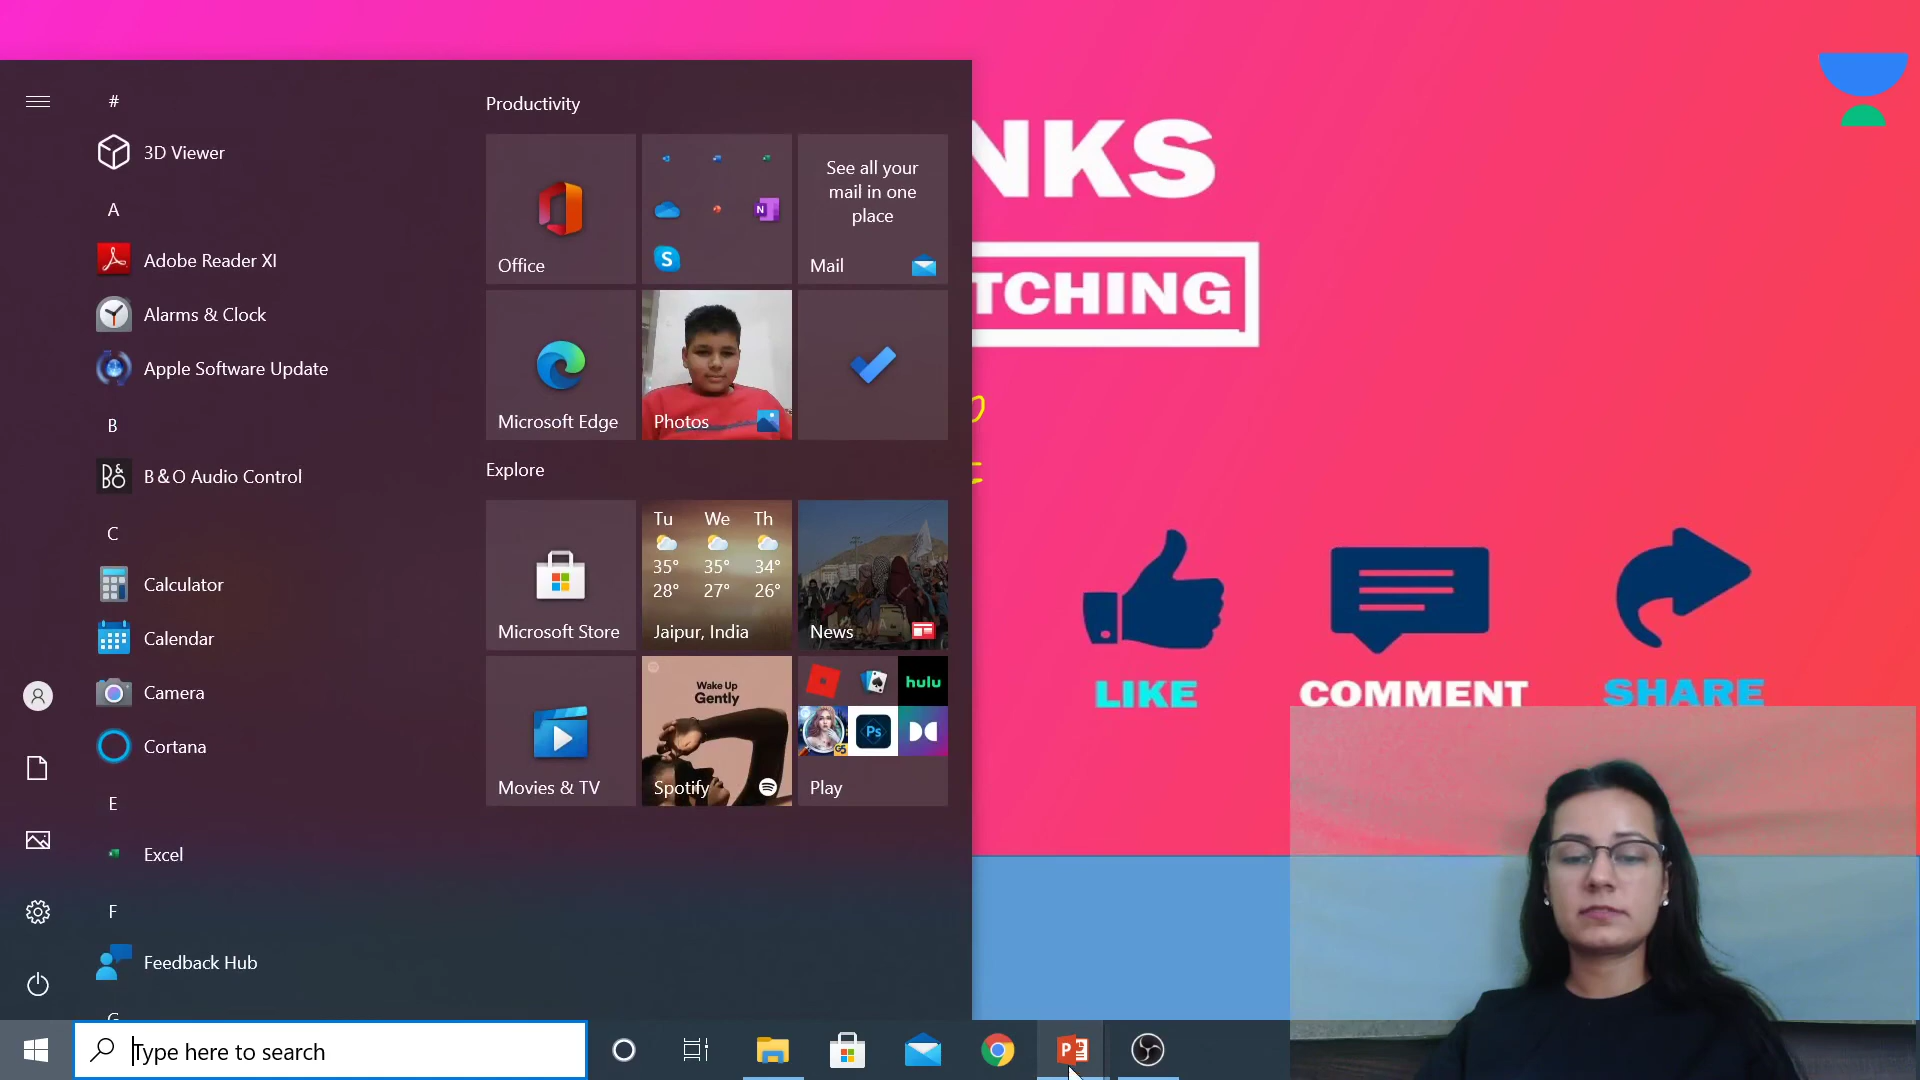 #
3D Viewer
A
Adobe Reader XI
Alarms & Clock
Apple Software Update
B
B&O Audio Control
C
Calculator
Calendar
Camera
Cortana
E
Excel
F
Feedback Hub
Type here to search
Productivity
Office
N
S
See all your
mail in one
place
Mail
Microsoft Edge
Photos
Explore
Microsoft Store
Tu We Th
35° 35° 34°
28° 27° 26°
Jaipur, India
News
Movies & TV
Wake Up
Gently
Spotify
hulu
Ps
Play
NKS
TCHING
LIKE
COMMENT
SHARE